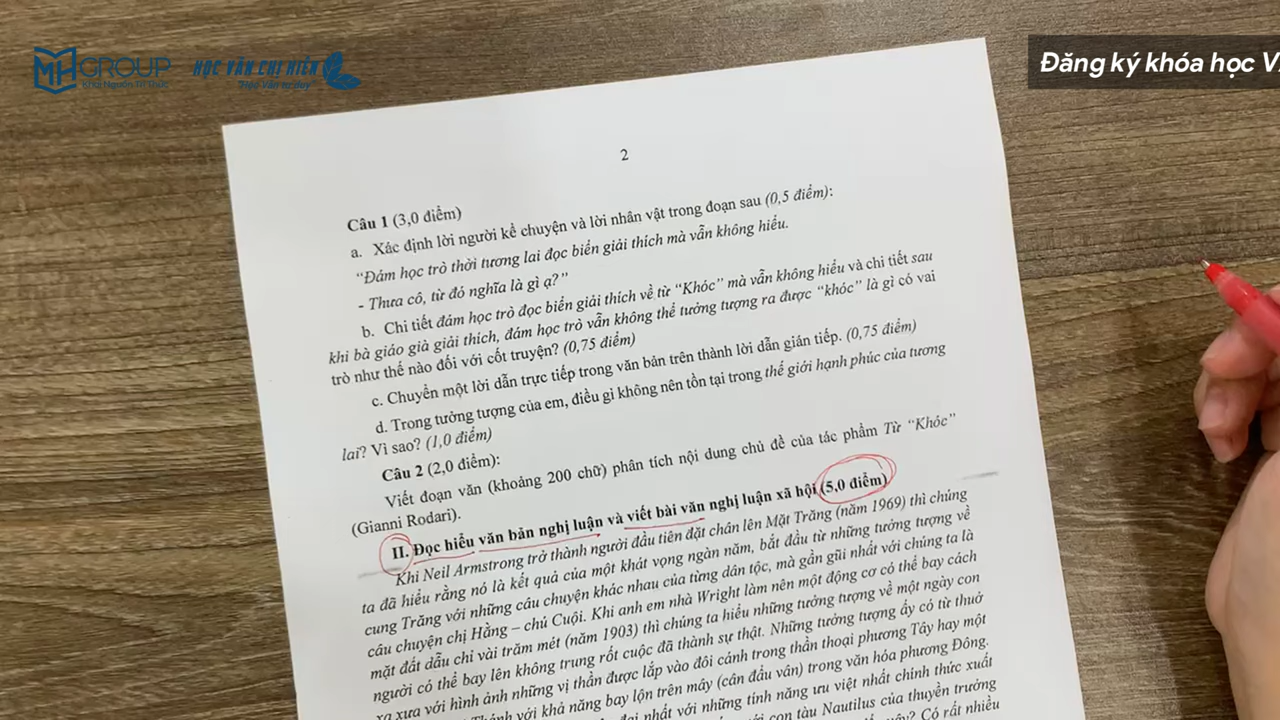 MH GROUP
Khơi Nguồn Tri Thức
HỌC VĂN CHỊ HIÊN
"Học Văn tư duy"
Đăng ký khóa học V
2
Câu 1 (3,0 điểm)
a. Xác định lời người kể chuyện và lời nhân vật trong đoạn sau (0,5 điểm):
“Đám học trò thời tương lai đọc biển giải thích mà vẫn không hiểu.
- Thưa cô, từ đó nghĩa là gì ạ?”
b. Chi tiết đám học trò đọc biển giải thích về từ “Khóc” mà vẫn không hiểu và chi tiết sau
khi bà giáo già giải thích, đám học trò vẫn không thể tưởng tượng ra được “khóc” là gì có vai
trò như thế nào đối với cốt truyện? (0,75 điểm)
c. Chuyển một lời dẫn trực tiếp trong văn bản trên thành lời dẫn gián tiếp. (0,75 điểm)
d. Trong tưởng tượng của em, điều gì không nên tồn tại trong thế giới hạnh phúc của tương
lai? Vì sao? (1,0 điểm)
Câu 2 (2,0 điểm):
Viết đoạn văn (khoảng 200 chữ) phân tích nội dung chủ đề của tác phẩm Từ “Khóc”
(Gianni Rodari).
II. Đọc hiểu văn bản nghị luận và viết bài văn nghị luận xã hội (5,0 điểm)
Khi Neil Armstrong trở thành người đầu tiên đặt chân lên Mặt Trăng (năm 1969) thì chúng
ta đã hiểu rằng nó là kết quả của một khát vọng ngàn năm, bắt đầu từ những tưởng tượng về
cung Trăng với những câu chuyện khác nhau của từng dân tộc, mà gần gũi nhất với chúng ta là
câu chuyện chị Hằng – chú Cuội. Khi anh em nhà Wright làm nên một động cơ có thể bay cách
mặt đất dẫu chỉ vài trăm mét (năm 1903) thì chúng ta hiểu những tưởng tượng về một ngày con
người có thể bay lên không trung rốt cuộc đã thành sự thật. Những tưởng tượng ấy có từ thuở
xa xưa với hình ảnh những vị thần được lắp vào đôi cánh trong thần thoại phương Tây hay một
Thánh với khả năng bay lộn trên mây (cân đẩu vân) trong văn hóa phương Đông.
đại nhất với những tính năng ưu việt nhất chính thức xuất
với con tàu Nautilus của thuyền trưởng
Có rất nhiều